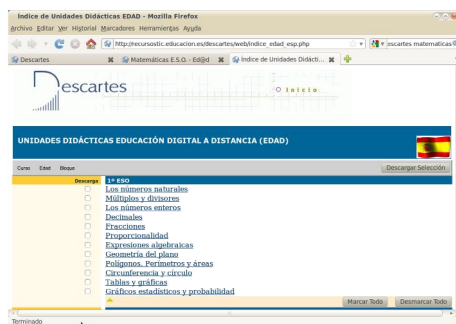 Índice de Unidades Didácticas EDAD - Mozilla Firefox
Archivo Editar Ver Historial Marcadores Herramientas Ayuda
http://recursostic.educacion.es/descartes/web/indice_edad_esp.php
escartes matematicas
Descartes
Matemáticas E.S.O. - Ed@d
Índice de Unidades Didácti...
Descartes
Inicio
UNIDADES DIDÁCTICAS EDUCACIÓN DIGITAL A DISTANCIA (EDAD)
Curso Edad Bloque
Descargar Selección
Descarga
1º ESO
Los números naturales
Múltiplos y divisores
Los números enteros
Decimales
Fracciones
Proporcionalidad
Expresiones algebraicas
Geometría del plano
Polígonos, Perímetros y áreas
Circunferencia y círculo
Tablas y gráficas
Gráficos estadísticos y probabilidad
Marcar Todo
Desmarcar Todo
Terminado